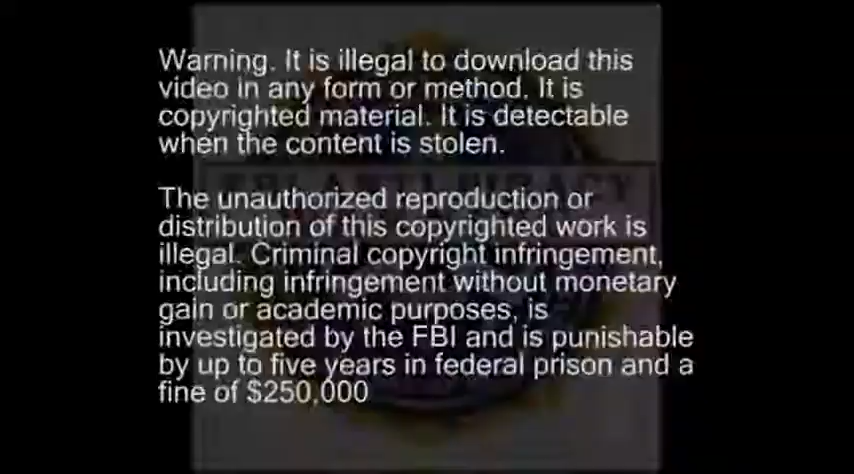 Warning. It is illegal to download this
video in any form or method. It is
copyrighted material. It is detectable
when the content is stolen.
The unauthorized reproduction or
distribution of this copyrighted work is
illegal. Criminal copyright infringement,
including infringement without monetary
gain or academic purposes, is
investigated by the FBI and is punishable
by up to five years in federal prison and a
fine of $250,000